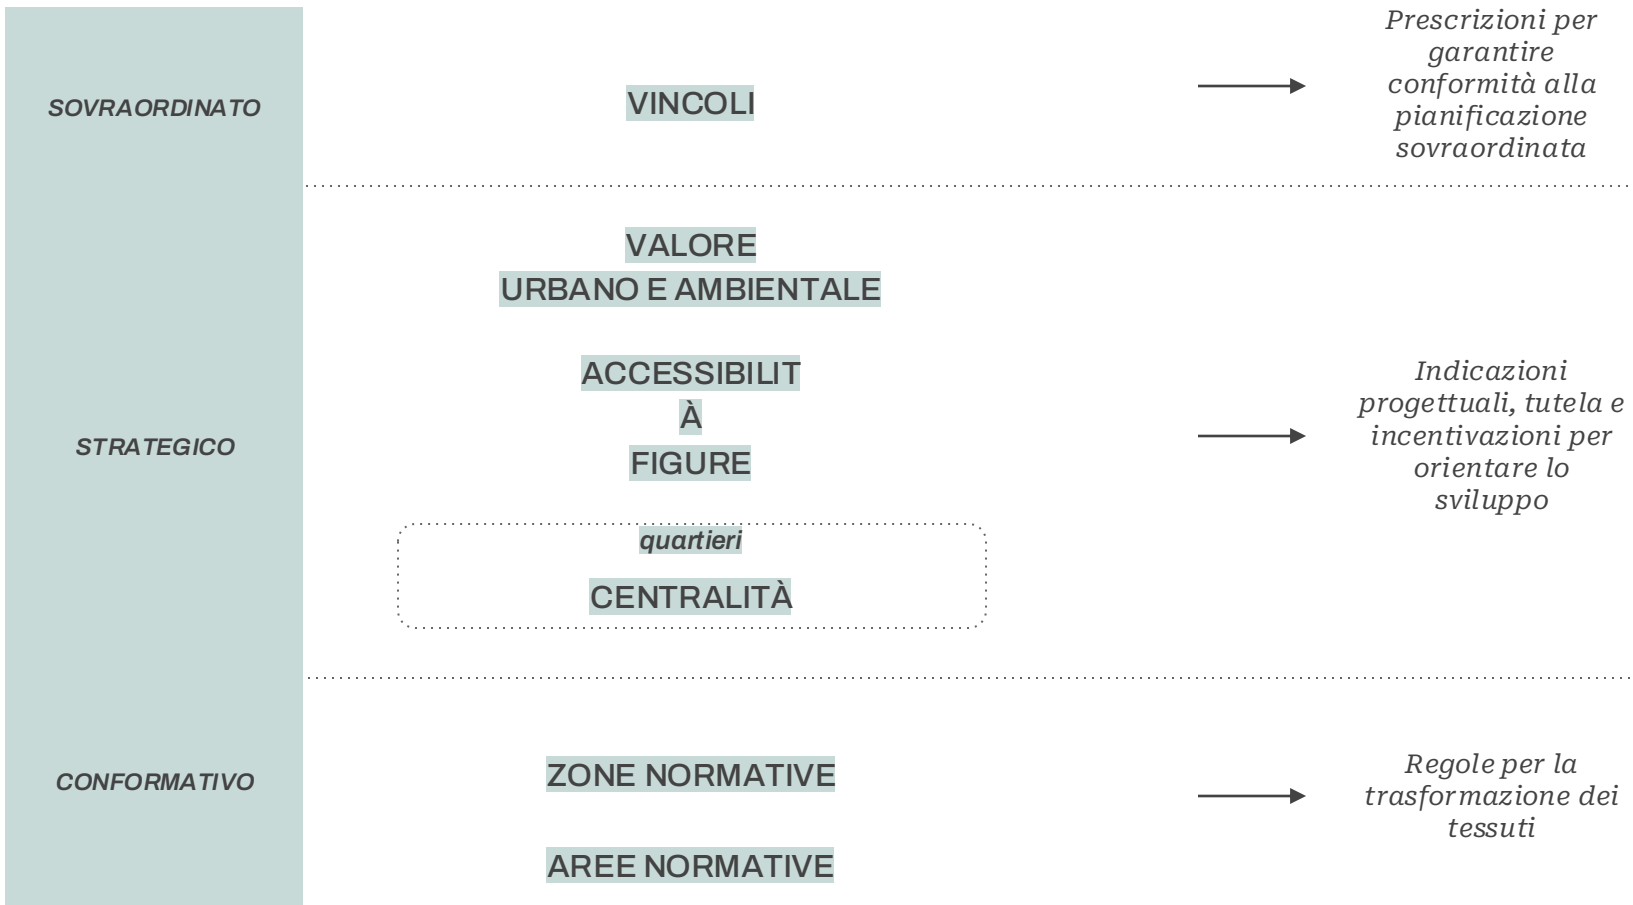 SOVRAORDINATO
VINCOLI
Prescrizioni per
garantire
conformità alla
pianificazione
sovraordinata
STRATEGICO
VALORE
URBANO E AMBIENTALE
ACCESSIBILIT
À
FIGURE
quartieri
CENTRALITÀ
Indicazioni
progettuali, tutela e
incentivazioni per
orientare lo
sviluppo
CONFORMATIVO
ZONE NORMATIVE
AREE NORMATIVE
Regole per la
trasformazione dei
tessuti